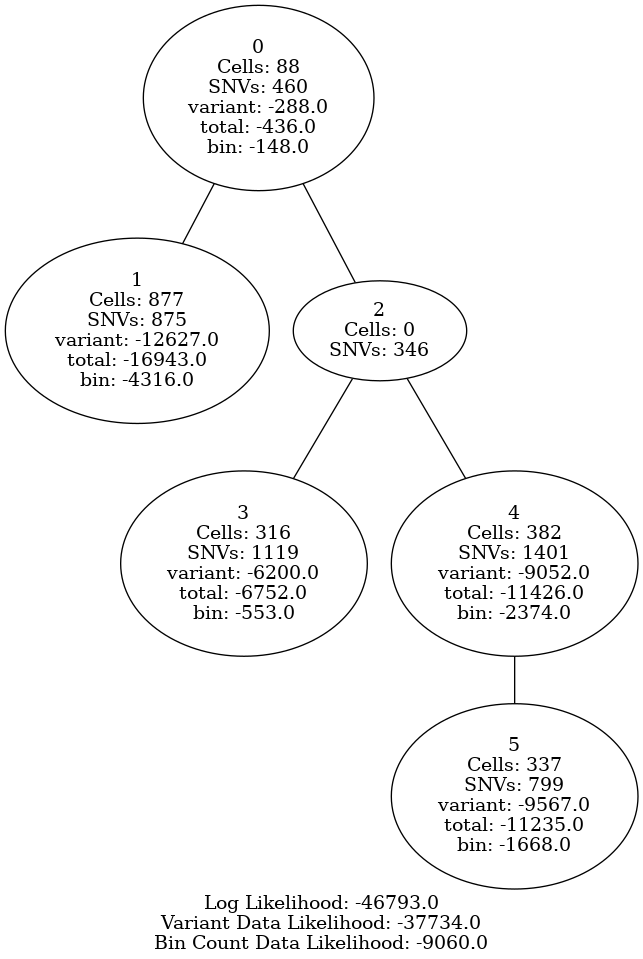 0
Cells: 88
SNVs: 460
variant: -288.0
total: -436.0
bin: -148.0
1
Cells: 877
SNVs: 875
variant: -12627.0
total: -16943.0
bin: -4316.0
2
Cells: 0
SNVs: 346
3
Cells: 316
SNVs: 1119
variant: -6200.0
total: -6752.0
bin: -553.0
4
Cells: 382
SNVs: 1401
variant: -9052.0
total: -11426.0
bin: -2374.0
5
Cells: 337
SNVs: 799
variant: -9567.0
total: -11235.0
bin: -1668.0
Log Likelihood: -46793.0
Variant Data Likelihood: -37734.0
Bin Count Data Likelihood: -9060.0